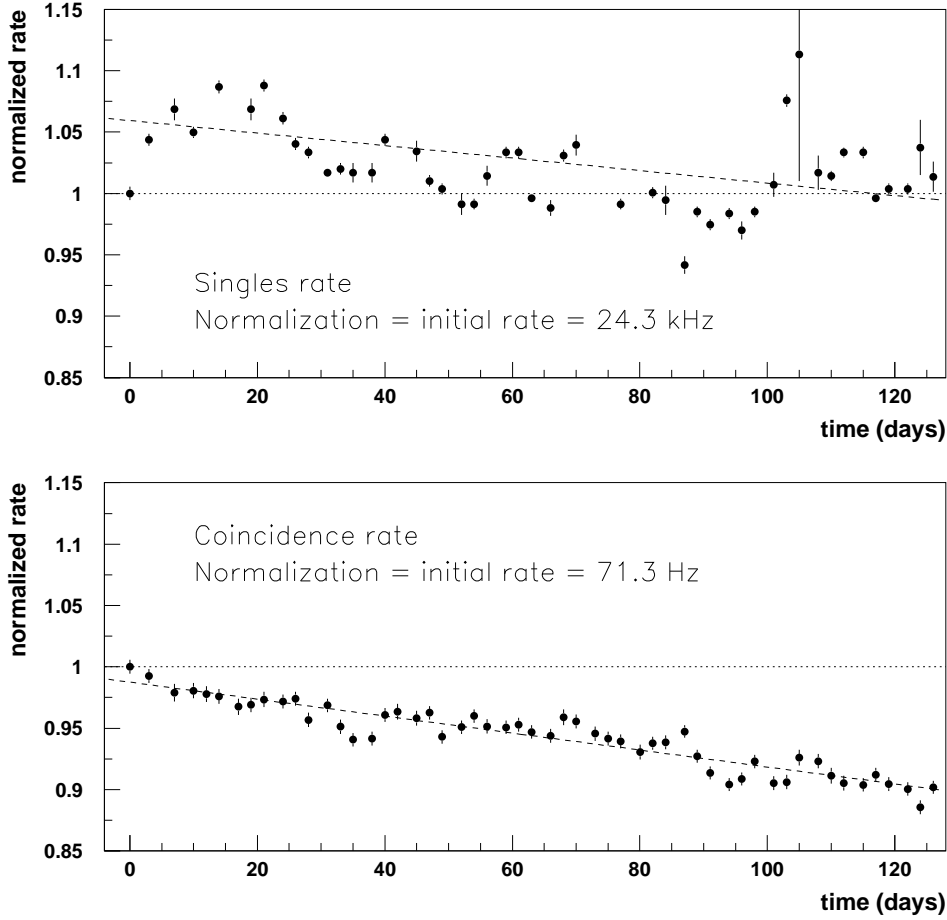 normalized rate
1.15
1.1
1.05
1
0.95
0.9
0.85
Singles rate
Normalization = initial rate = 24.3 kHz
0 20 40 60 80 100 120
time (days)
normalized rate
1.15
1.1
1.05
1
0.95
0.9
0.85
Coincidence rate
Normalization = initial rate = 71.3 Hz
0 20 40 60 80 100 120
time (days)